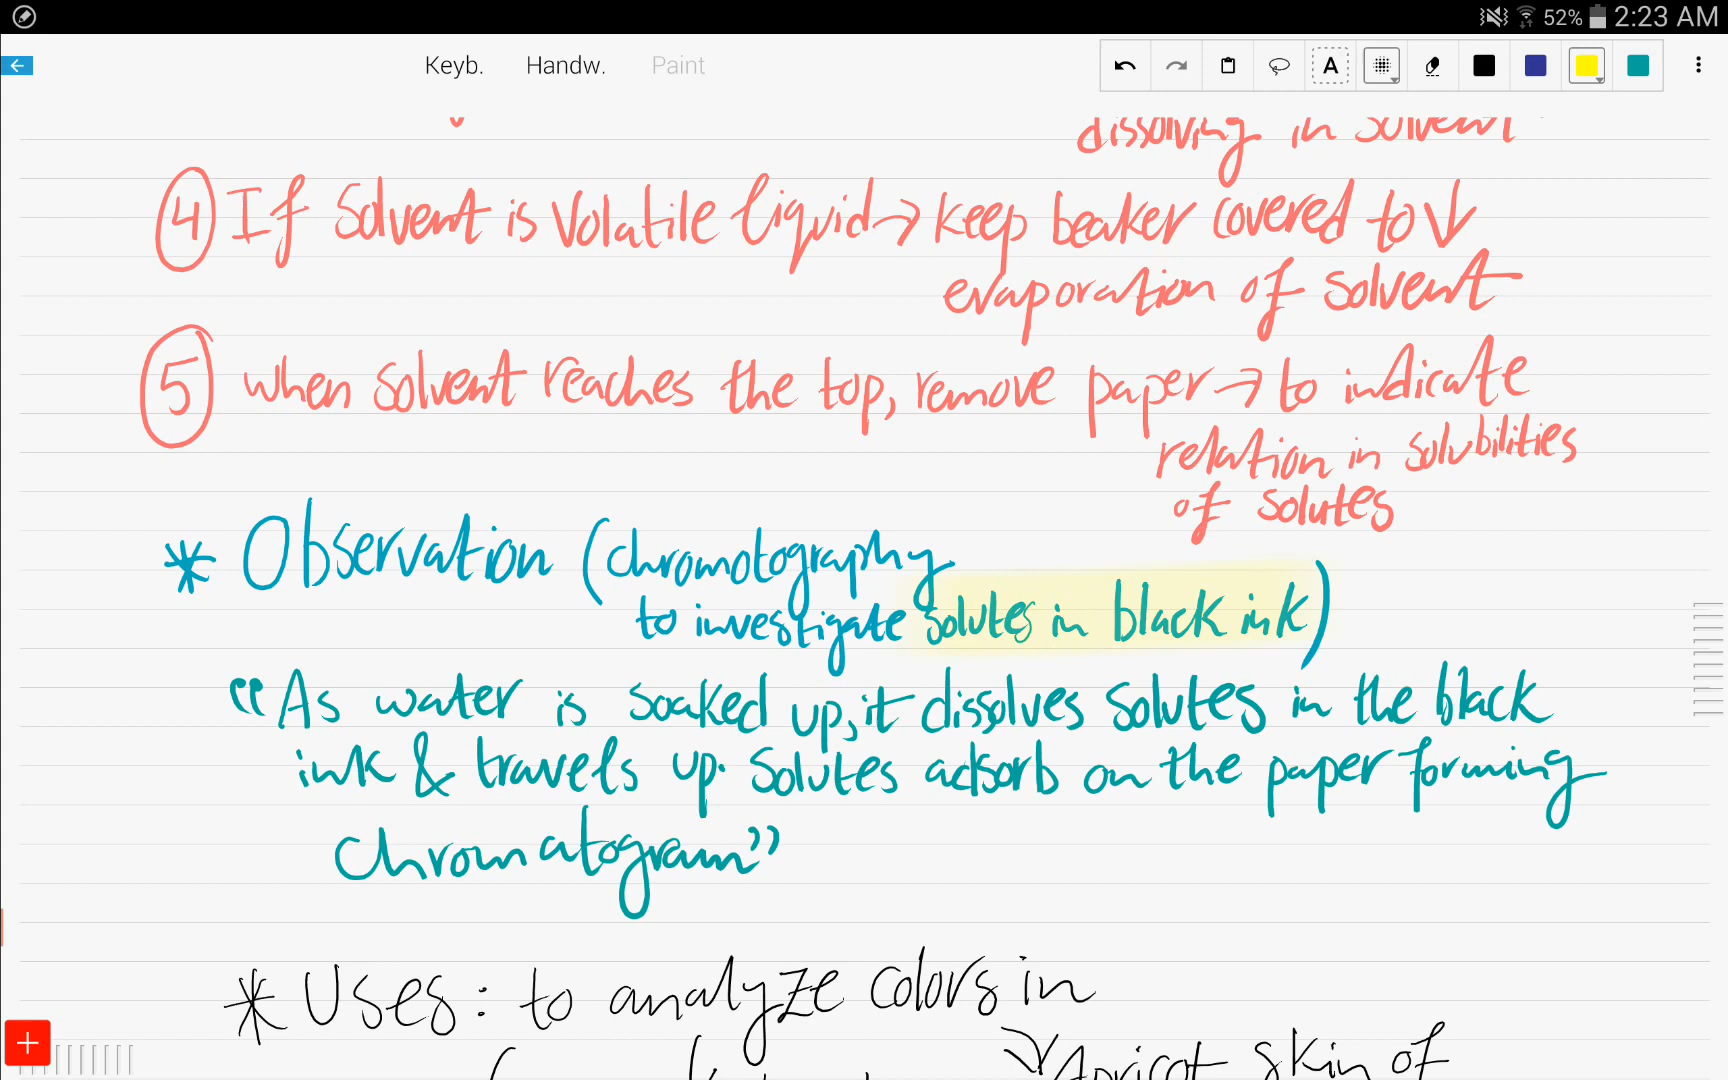 52% 2:23 AM
Keyb. Handw. Paint
A
dissolving in solvent
4 If solvent is volatile liquid → keep beaker covered to ↓
evaporation of solvent
5 when solvent reaches the top, remove paper → to indicate
relation in solubilities
of solutes
* Observation (chromotography
to investigate solutes in black ink)
"As water is soaked up, it dissolves solutes in the black
ink & travels up. Solutes adsorb on the paper forming
chromatogram"
* Uses: to analyze colors in
Apricot skin of